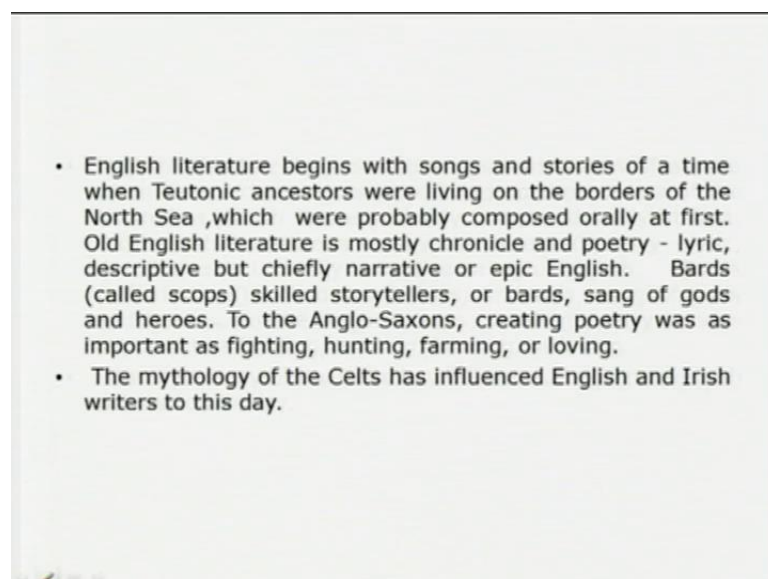 • English literature begins with songs and stories of a time
when Teutonic ancestors were living on the borders of the
North Sea ,which were probably composed orally at first.
Old English literature is mostly chronicle and poetry - lyric,
descriptive but chiefly narrative or epic English. Bards
(called scops) skilled storytellers, or bards, sang of gods
and heroes. To the Anglo-Saxons, creating poetry was as
important as fighting, hunting, farming, or loving.
• The mythology of the Celts has influenced English and Irish
writers to this day.